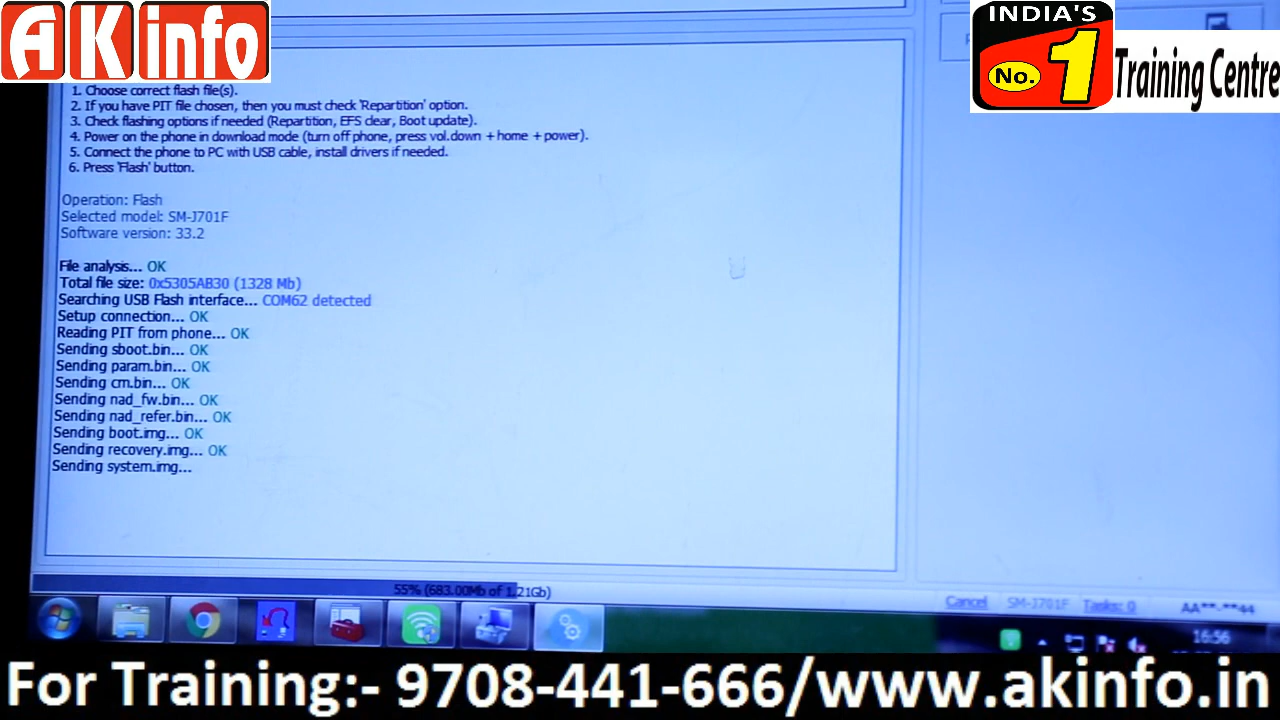 AK info
INDIA'S
No. 1
Training Centre
1. Choose correct flash file(s).
2. If you have PIT file chosen, then you must check 'Repartition' option.
3. Check flashing options if needed (Repartition, EFS clear, Boot update).
4. Power on the phone in download mode (turn off phone, press vol.down + home + power).
5. Connect the phone to PC with USB cable, install drivers if needed.
6. Press 'Flash' button.
Operation: Flash
Selected model: SM-J701F
Software version: 33.2
File analysis... OK
Total file size: 0x5305AB30 (1328 Mb)
Searching USB Flash interface... COM62 detected
Setup connection... OK
Reading PIT from phone... OK
Sending sboot.bin... OK
Sending param.bin... OK
Sending cm.bin... OK
Sending nad_fw.bin... OK
Sending nad_refer.bin... OK
Sending boot.img... OK
Sending recovery.img... OK
Sending system.img...
55% (683.00Mb of 1.21Gb)
Cancel SM-J701F Tasks: 0 AA**-**44
16:56
For Training:- 9708-441-666/www.akinfo.in